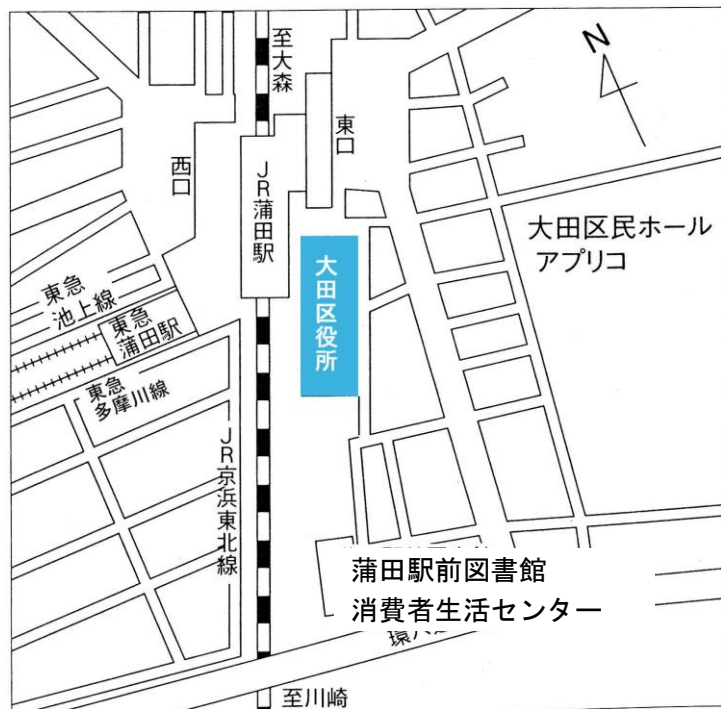 至大森
N
東口
西口
JR蒲田駅
大田区民ホール
アプリコ
大田区役所
東急
池上線
東急
蒲田駅
東急
多摩川線
JR京浜東北線
蒲田駅前図書館
消費者生活センター
至川崎